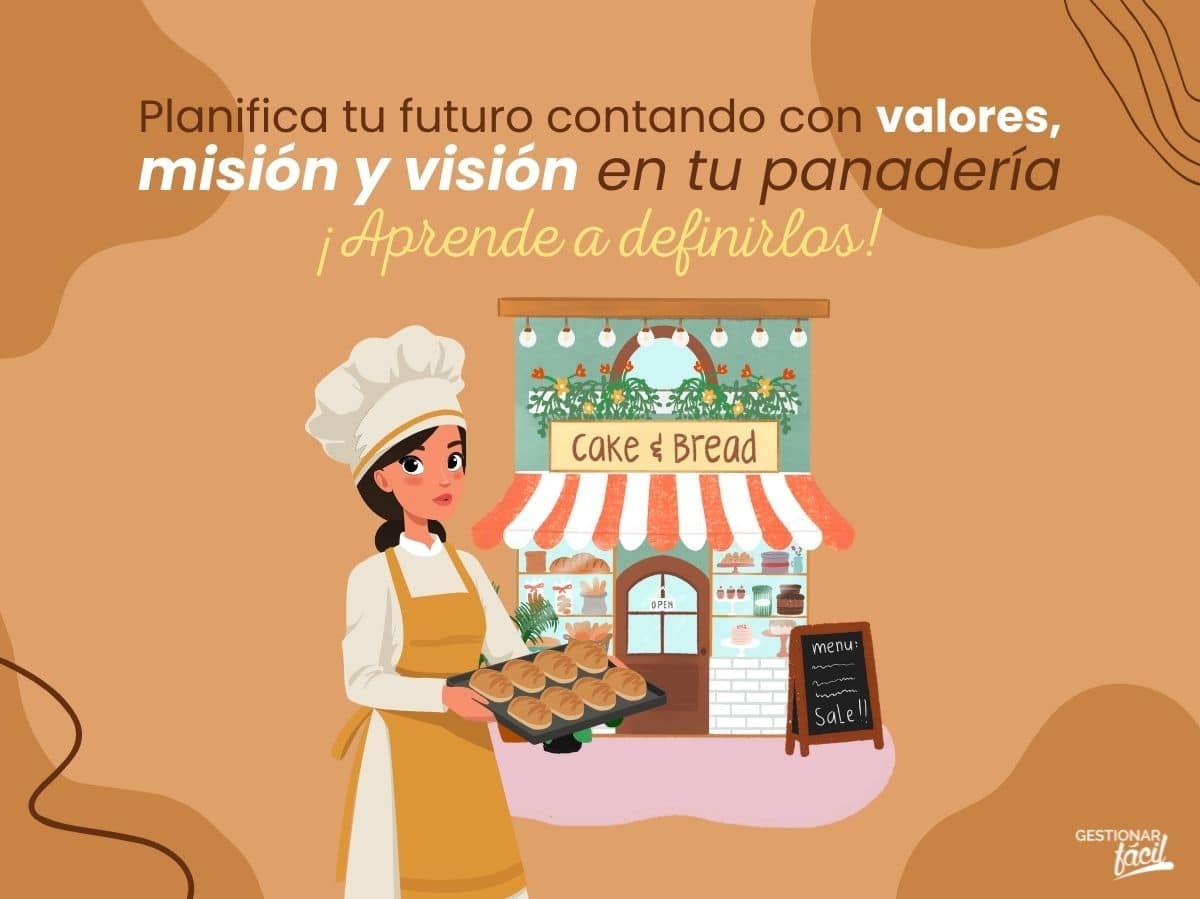 Planifica tu futuro contando con valores,
misión y visión en tu panadería
¡Aprende a definirlos!
Cake & Bread
OPEN
menu:
Sale!!
GESTIONAR
fácil